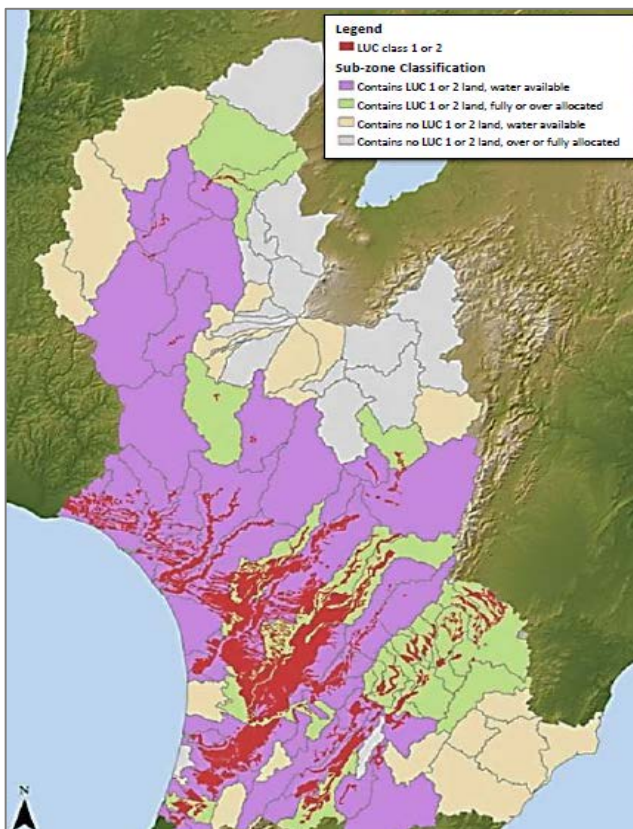 Legend
LUC class 1 or 2
Sub-zone Classification
Contains LUC 1 or 2 land, water available
Contains LUC 1 or 2 land, fully or over allocated
Contains no LUC 1 or 2 land, water available
Contains no LUC 1 or 2 land, over or fully allocated
N